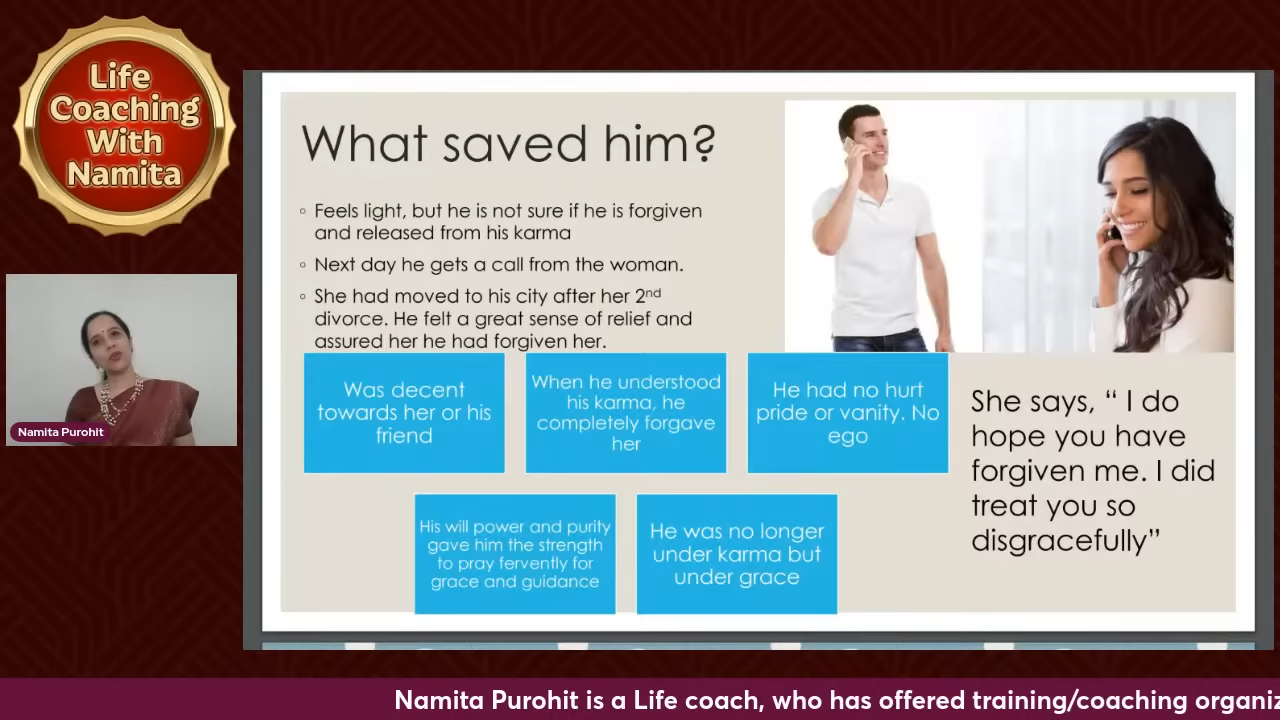 Life
Coaching
With
Namita
Namita Purohit
What saved him?
◦ Feels light, but he is not sure if he is forgiven
and released from his karma
◦ Next day he gets a call from the woman.
◦ She had moved to his city after her 2nd
divorce. He felt a great sense of relief and
assured her he had forgiven her.
Was decent
towards her or his
friend
When he understood
his karma, he
completely forgave
her
He had no hurt
pride or vanity. No
ego
His will power and purity
gave him the strength
to pray fervently for
grace and guidance
He was no longer
under karma but
under grace
She says, “ I do
hope you have
forgiven me. I did
treat you so
disgracefully”
Namita Purohit is a Life coach, who has offered training/coaching organiz